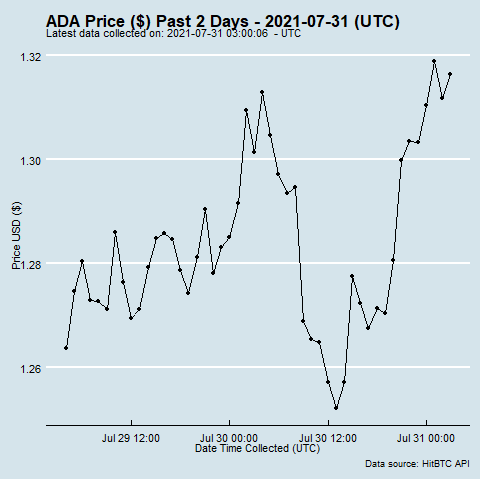 ADA Price ($) Past 2 Days - 2021-07-31 (UTC)
Latest data collected on: 2021-07-31 03:00:06 - UTC
1.32
1.30
1.28
1.26
Price USD ($)
Jul 29 12:00 Jul 30 00:00 Jul 30 12:00 Jul 31 00:00
Date Time Collected (UTC)
Data source: HitBTC API